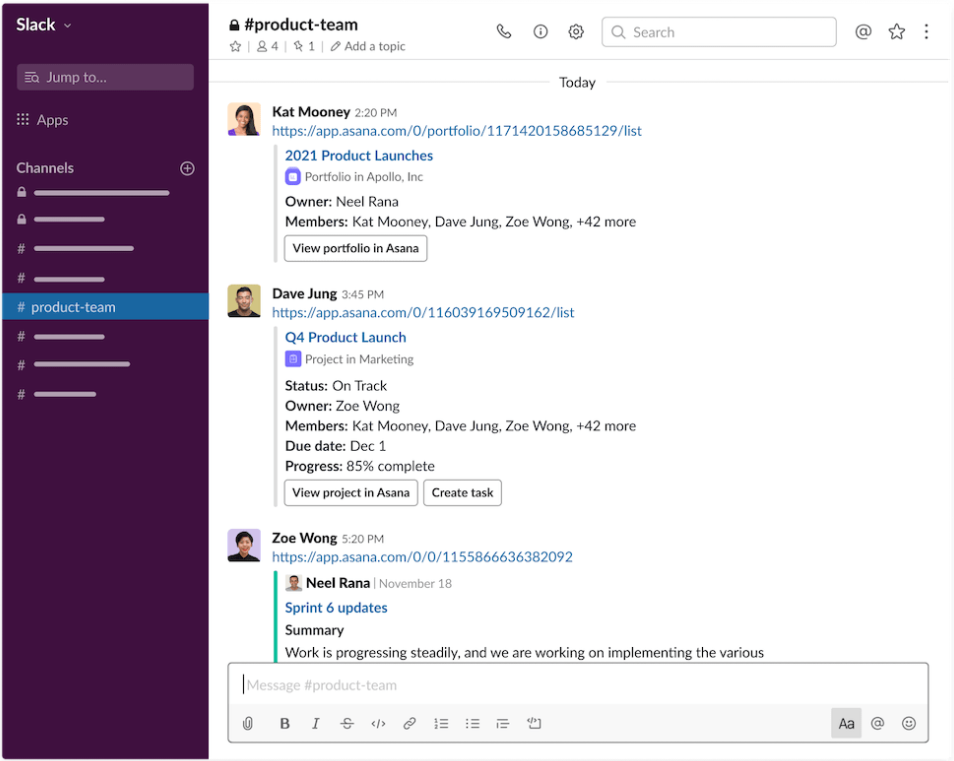 Slack
Jump to...
Apps
Channels
# product-team
#product-team
4 | 1 | Add a topic
Search
Today
Kat Mooney 2:20 PM
https://app.asana.com/0/portfolio/1171420158685129/list
2021 Product Launches
Portfolio in Apollo, Inc
Owner: Neel Rana
Members: Kat Mooney, Dave Jung, Zoe Wong, +42 more
View portfolio in Asana
Dave Jung 3:45 PM
https://app.asana.com/0/116039169509162/list
Q4 Product Launch
Project in Marketing
Status: On Track
Owner: Zoe Wong
Members: Kat Mooney, Dave Jung, Zoe Wong, +42 more
Due date: Dec 1
Progress: 85% complete
View project in Asana Create task
Zoe Wong 5:20 PM
https://app.asana.com/0/0/1155866636382092
Neel Rana | November 18
Sprint 6 updates
Summary
Work is progressing steadily, and we are working on implementing the various
Message #product-team
B I S </> Aa @